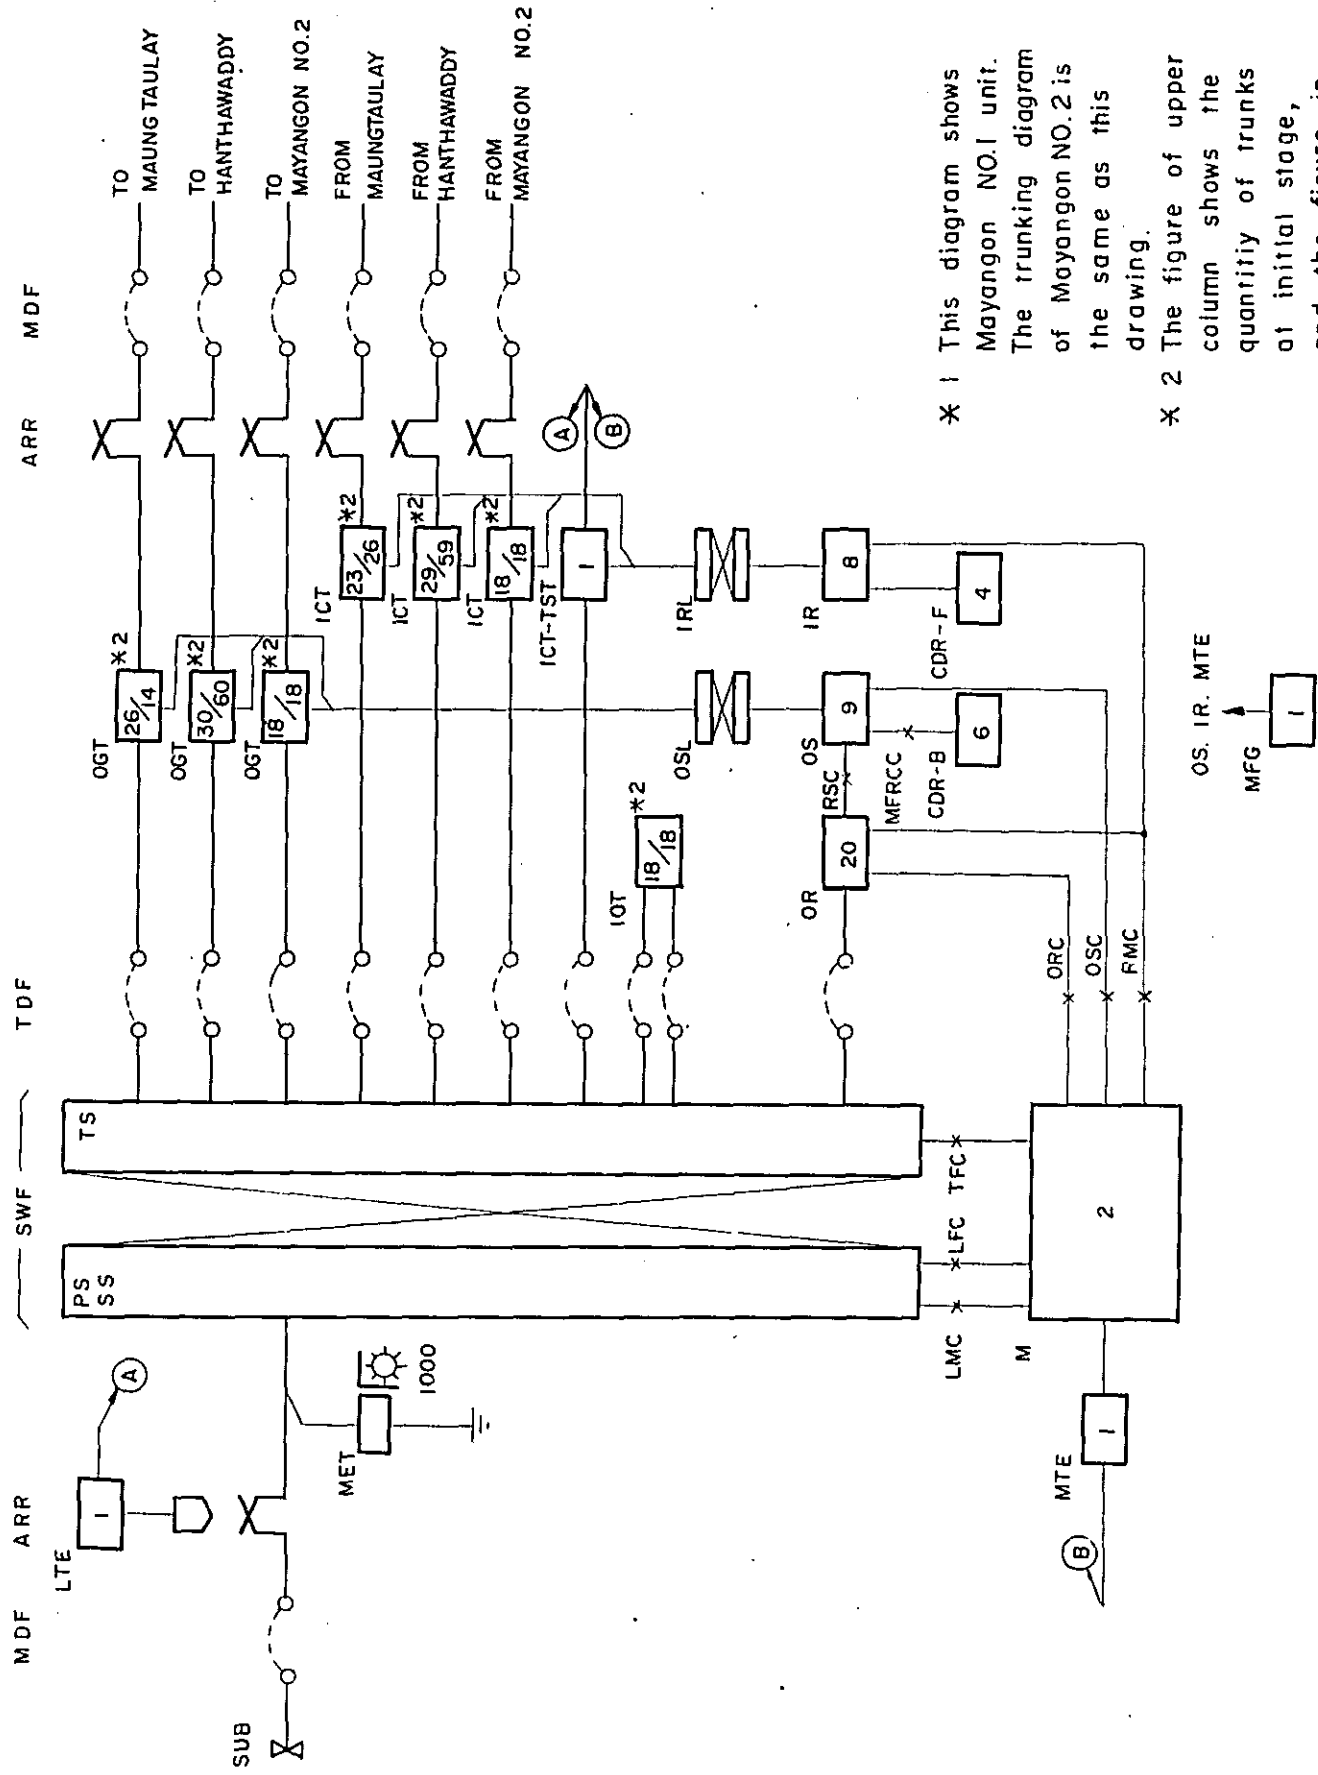 MDF
ARR
SWF
TDF
ARR
MDF
LTE
1
A
SUB
MET
1000
PS
SS
TS
OGT
26/14
*2
TO
MAUNG TAULAY
OGT
30/60
*2
TO
HANTHAWADDY
OGT
18/18
*2
TO
MAYANGON NO.2
ICT
23/26
*2
FROM
MAUNGTAULAY
ICT
29/59
*2
FROM
HANTHAWADDY
ICT
18/18
*2
FROM
MAYANGON NO.2
ICT-TST
1
A
B
IOT
18/18
*2
OSL
IRL
OR
20
RSC
OS
9
IR
8
MFRCC
CDR-B
6
CDR-F
4
LMC
LFC
TFC
ORC
OSC
RMC
M
2
MTE
1
B
OS. IR. MTE
MFG
1
* 1 This diagram shows
Mayangon NO.1 unit.
The trunking diagram
of Mayangon NO.2 is
the same as this
drawing.
* 2 The figure of upper
column shows the
quantitiy of trunks
at initial stage,
and the figure in